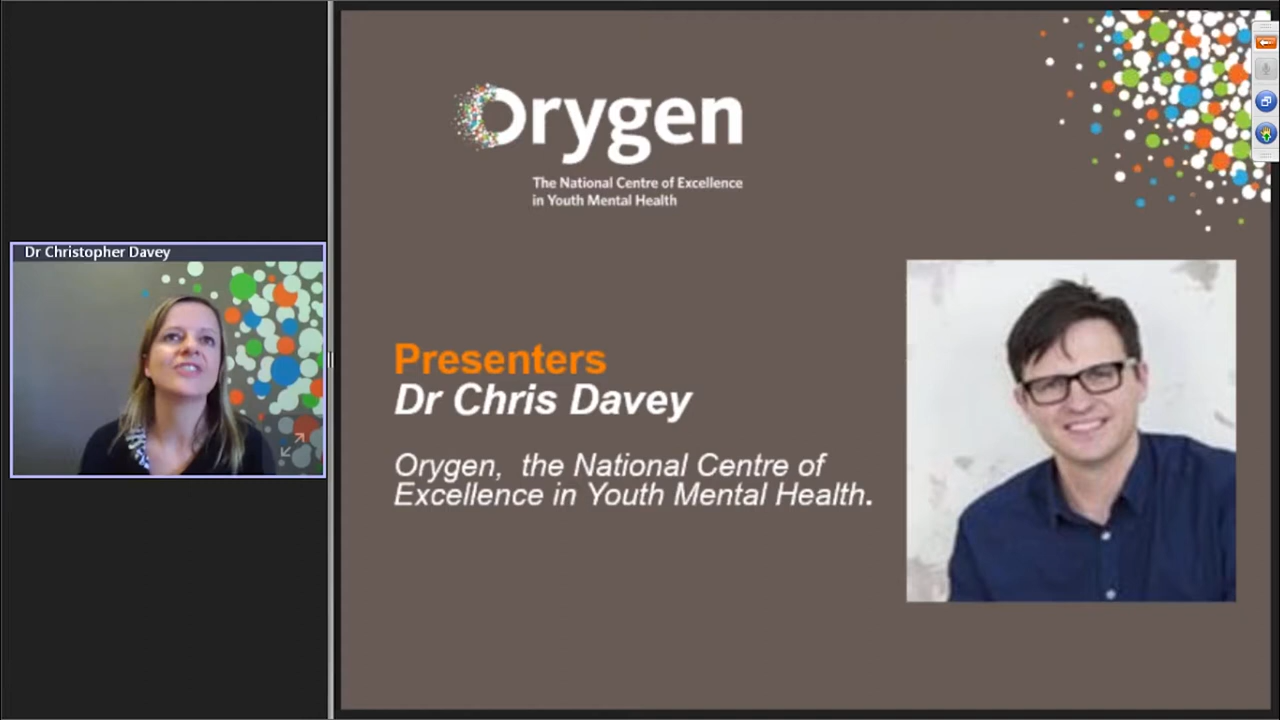 Dr Christopher Davey
Orygen
The National Centre of Excellence
in Youth Mental Health
Presenters
Dr Chris Davey
Orygen, the National Centre of
Excellence in Youth Mental Health.